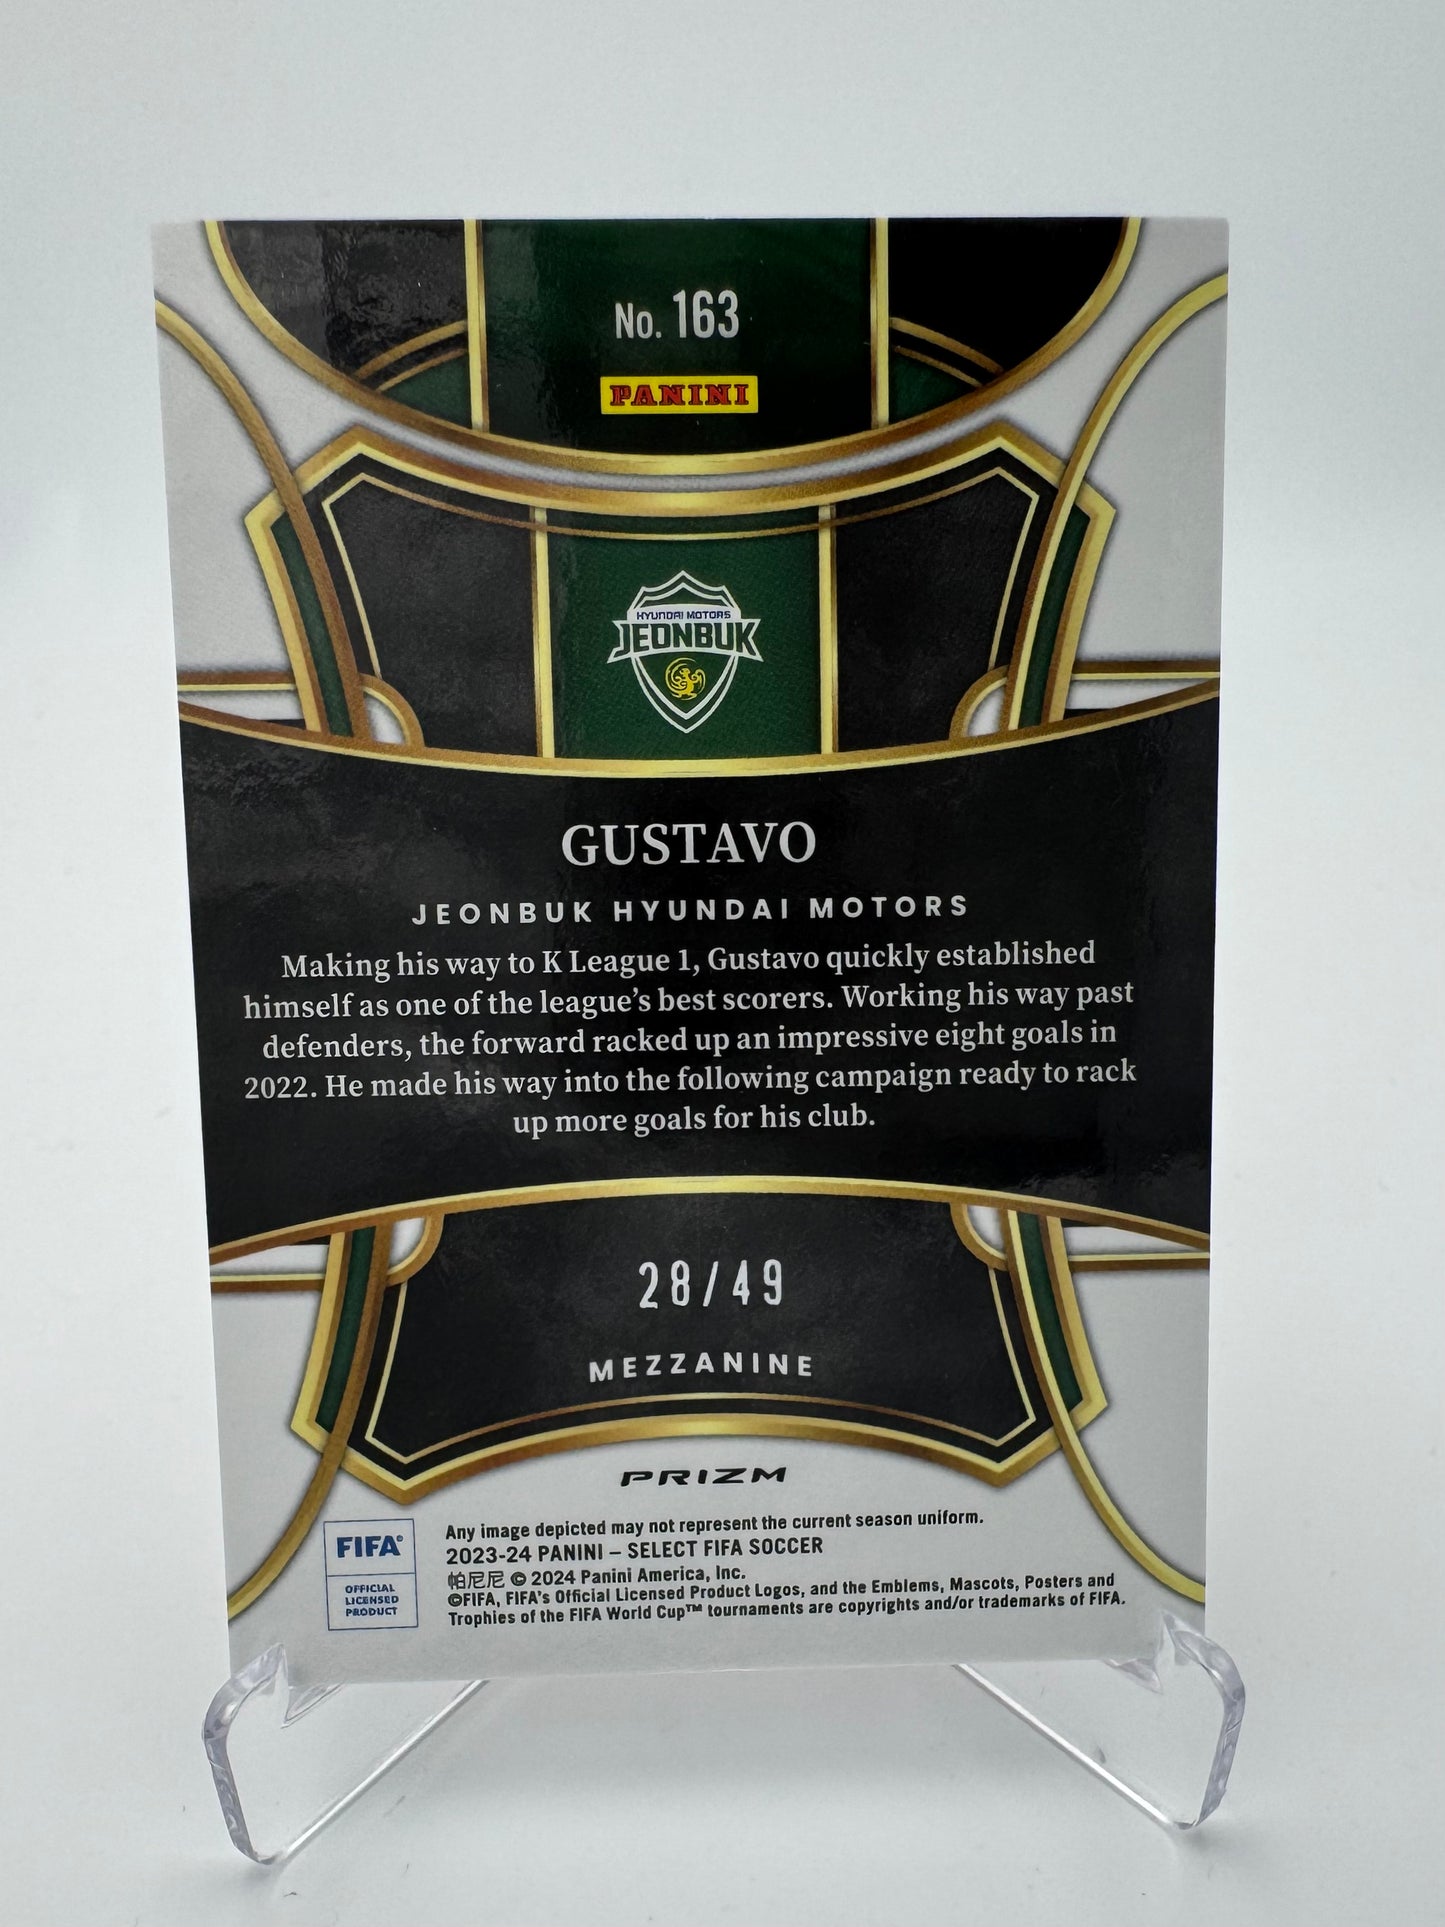 No. 163
PANINI
HYUNDAI MOTORS
JEONBUK
GUSTAVO
JEONBUK HYUNDAI MOTORS
Making his way to K League 1, Gustavo quickly established
himself as one of the league's best scorers. Working his way past
defenders, the forward racked up an impressive eight goals in
2022. He made his way into the following campaign ready to rack
up more goals for his club.
28/49
MEZZANINE
PRIZM
FIFA®
OFFICIAL
LICENSED
PRODUCT
Any image depicted may not represent the current season uniform.
2023-24 PANINI – SELECT FIFA SOCCER
帕尼尼 © 2024 Panini America, Inc.
©FIFA, FIFA's Official Licensed Product Logos, and the Emblems, Mascots, Posters and
Trophies of the FIFA World Cup™ tournaments are copyrights and/or trademarks of FIFA.